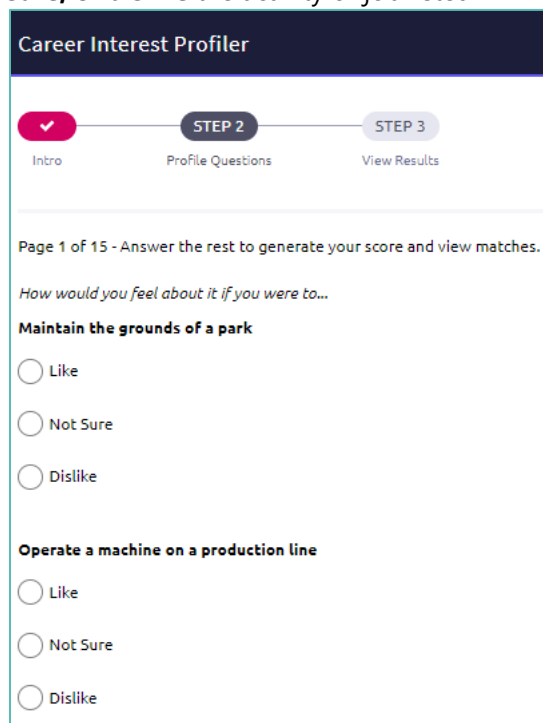 Career Interest Profiler
STEP 2
STEP 3
Intro
Profile Questions
View Results
Page 1 of 15 - Answer the rest to generate your score and view matches.
How would you feel about it if you were to...
Maintain the grounds of a park
Like
Not Sure
Dislike
Operate a machine on a production line
Like
Not Sure
Dislike